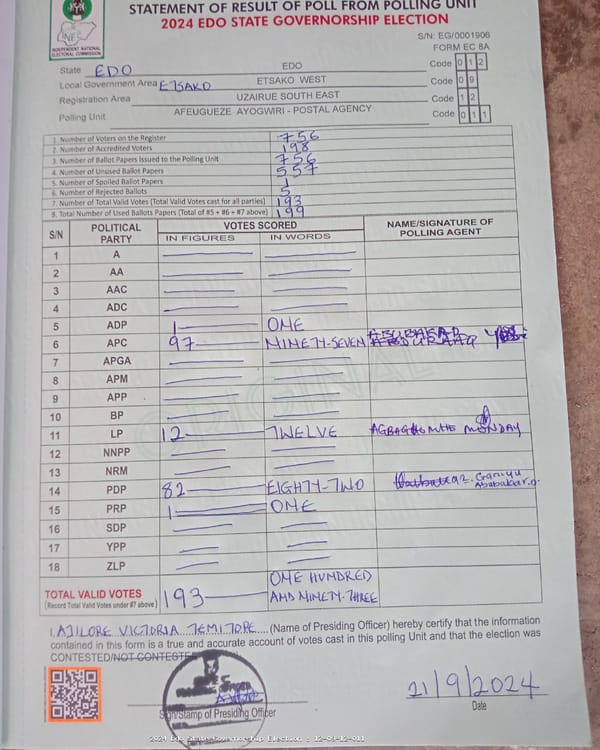 STATEMENT OF RESULT OF POLL FROM POLLING UNIT
2024 EDO STATE GOVERNORSHIP ELECTION
INEC
INDEPENDENT NATIONAL ELECTORAL COMMISSION
S/N: EG/0001906
FORM EC 8A
State EDO EDO Code 0 1 2
Local Government Area ETSAKO ETSAKO WEST Code 0 9
Registration Area UZAIRUE SOUTH EAST Code 1 2
Polling Unit AFEUGUEZE AYOGWIRI - POSTAL AGENCY Code 0 1 1
1. Number of Voters on the Register 756
2. Number of Accredited Voters 198
3. Number of Ballot Papers Issued to the Polling Unit 756
4. Number of Unused Ballot Papers 557
5. Number of Spoiled Ballot Papers 1
6. Number of Rejected Ballots 5
7. Number of Total Valid Votes (Total Valid Votes cast for all parties) 193
8. Total Number of Used Ballots Papers (Total of #5 + #6 + #7 above) 199
S/N POLITICAL PARTY VOTES SCORED NAME/SIGNATURE OF POLLING AGENT
IN FIGURES IN WORDS
1 A
2 AA
3 AAC
4 ADC
5 ADP 1 ONE
6 APC 97 NINETY-SEVEN
7 APGA
8 APM
9 APP
10 BP
11 LP 12 TWELVE MONDAY
12 NNPP
13 NRM
14 PDP 82 EIGHTY-TWO
15 PRP 1 ONE
16 SDP
17 YPP
18 ZLP
TOTAL VALID VOTES 193 ONE HUNDRED
(Record Total Valid Votes under #7 above) AND NINETY-THREE
I, AJILORE VICTORIA TEMITOPE (Name of Presiding Officer) hereby certify that the information
contained in this form is a true and accurate account of votes cast in this polling Unit and that the election was
CONTESTED/NOT CONTESTED
Sign/Stamp of Presiding Officer
21/9/2024
Date
2024 Edo State Governorship Election : 12-09-12-011